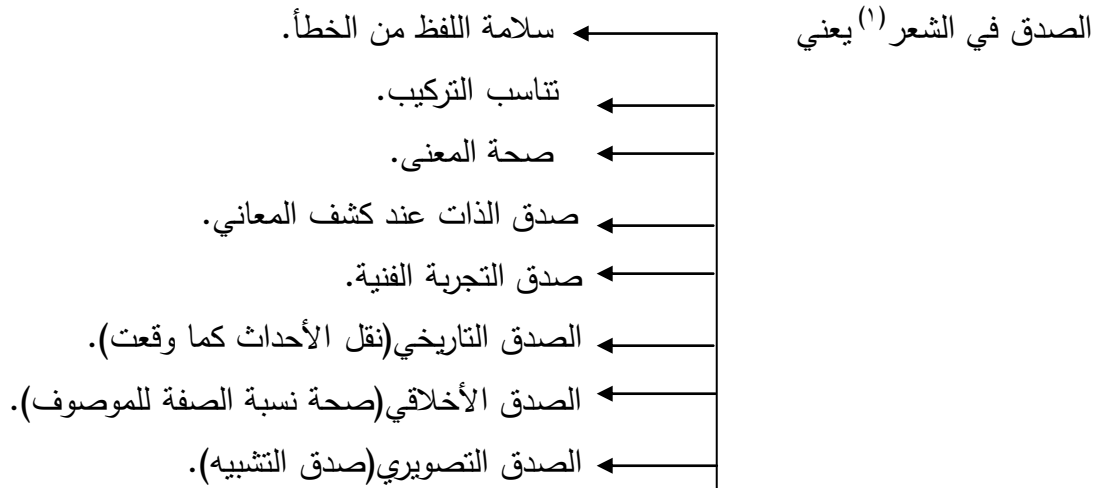 الصدق في الشعر (١) يعني
سلامة اللفظ من الخطأ.
تناسب التركيب.
صحة المعنى.
صدق الذات عند كشف المعاني.
صدق التجربة الفنية.
الصدق التاريخي(نقل الأحداث كما وقعت).
الصدق الأخلاقي(صحة نسبة الصفة للموصوف).
الصدق التصويري(صدق التشبيه).